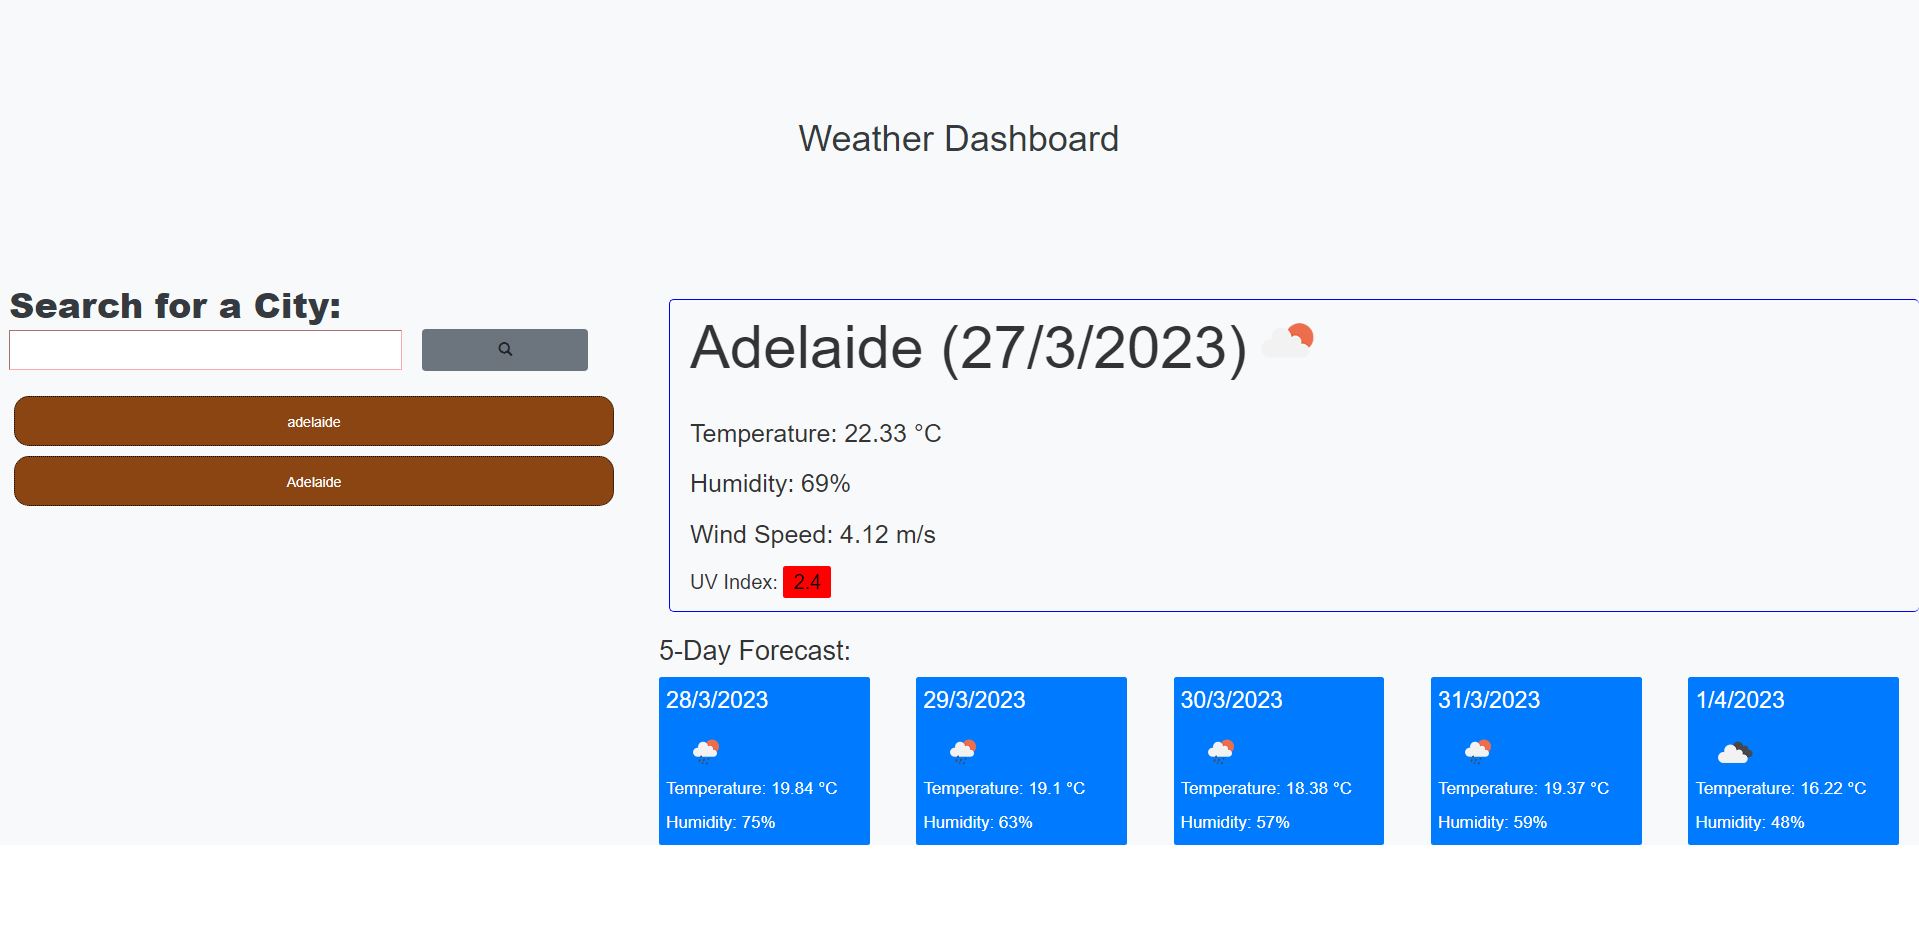 Weather Dashboard
Search for a City:
adelaide
Adelaide
Adelaide (27/3/2023)
Temperature: 22.33 °C
Humidity: 69%
Wind Speed: 4.12 m/s
UV Index: 2.4
5-Day Forecast:
28/3/2023
Temperature: 19.84 °C
Humidity: 75%
29/3/2023
Temperature: 19.1 °C
Humidity: 63%
30/3/2023
Temperature: 18.38 °C
Humidity: 57%
31/3/2023
Temperature: 19.37 °C
Humidity: 59%
1/4/2023
Temperature: 16.22 °C
Humidity: 48%